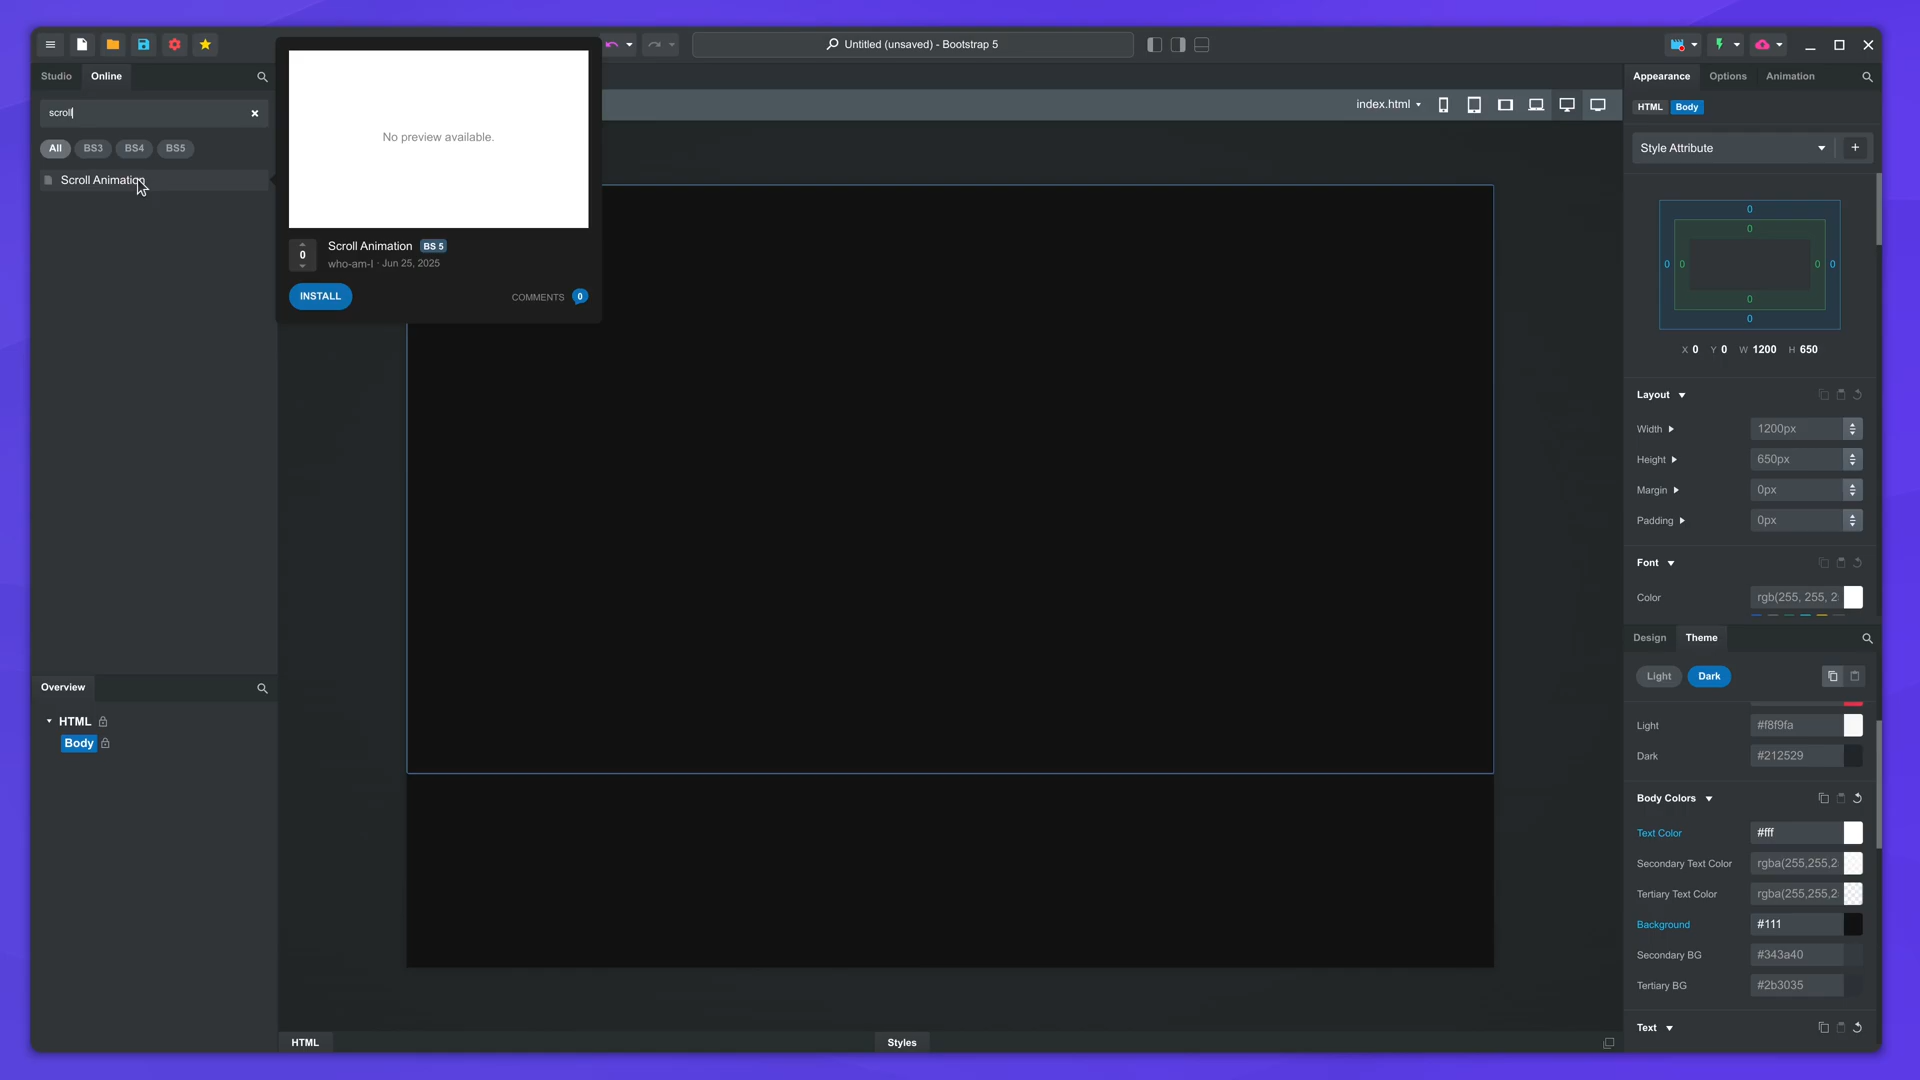 Untitled (unsaved) - Bootstrap 5
Studio
Online
scroll
All
BS3
BS4
BS5
Scroll Animation
No preview available.
0
Scroll Animation BS 5
who-am-I · Jun 25, 2025
INSTALL
COMMENTS 0
index.html
Overview
HTML
Body
HTML
Styles
Appearance
Options
Animation
HTML Body
Style Attribute
+
0
0
0 0 0 0
0
0
X 0 Y 0 W 1200 H 650
Layout
Width 1200px
Height 650px
Margin 0px
Padding 0px
Font
Color rgb(255, 255, 2
Design
Theme
Light
Dark
Light #f8f9fa
Dark #212529
Body Colors
Text Color #fff
Secondary Text Color rgba(255,255,2
Tertiary Text Color rgba(255,255,2
Background #111
Secondary BG #343a40
Tertiary BG #2b3035
Text